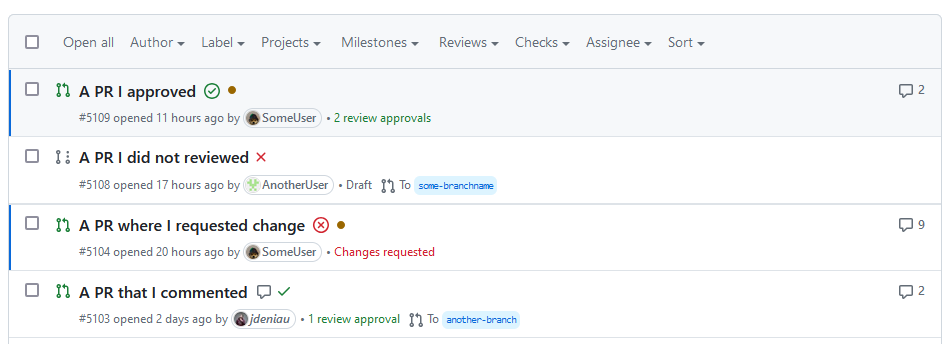 Open all Author Label Projects Milestones Reviews Checks Assignee Sort
A PR I approved 2
#5109 opened 11 hours ago by SomeUser • 2 review approvals
A PR I did not reviewed
#5108 opened 17 hours ago by AnotherUser • Draft To some-branchname
A PR where I requested change 9
#5104 opened 20 hours ago by SomeUser • Changes requested
A PR that I commented 2
#5103 opened 2 days ago by jdeniau • 1 review approval To another-branch